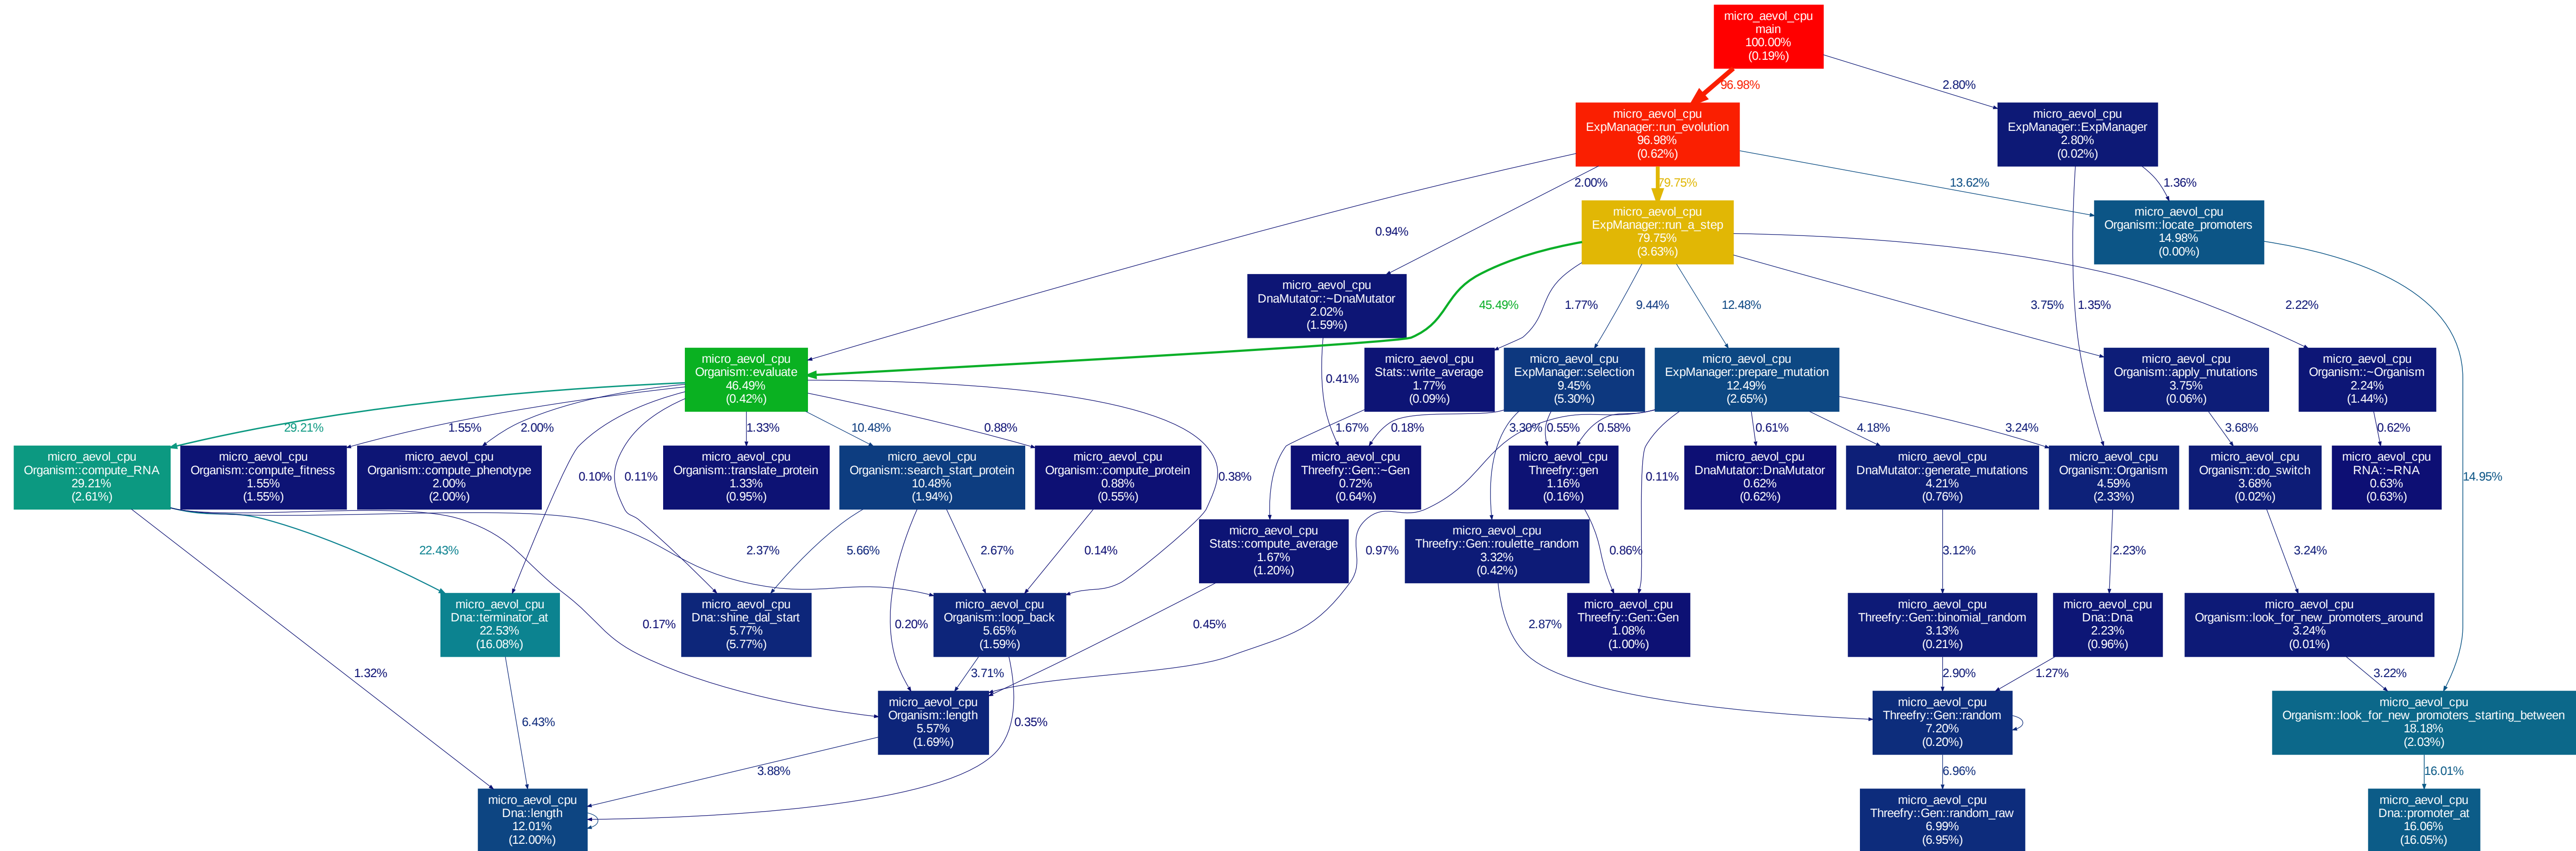 micro_aevol_cpu
main
100.00%
(0.19%)
96.98%
2.80%
micro_aevol_cpu
ExpManager::run_evolution
96.98%
(0.62%)
micro_aevol_cpu
ExpManager::ExpManager
2.80%
(0.02%)
2.00%
79.75%
13.62%
1.36%
micro_aevol_cpu
ExpManager::run_a_step
79.75%
(3.63%)
micro_aevol_cpu
Organism::locate_promoters
14.98%
(0.00%)
0.94%
micro_aevol_cpu
DnaMutator::~DnaMutator
2.02%
(1.59%)
45.49%
1.77%
9.44%
12.48%
3.75%
1.35%
2.22%
micro_aevol_cpu
Organism::evaluate
46.49%
(0.42%)
0.41%
micro_aevol_cpu
Stats::write_average
1.77%
(0.09%)
micro_aevol_cpu
ExpManager::selection
9.45%
(5.30%)
micro_aevol_cpu
ExpManager::prepare_mutation
12.49%
(2.65%)
micro_aevol_cpu
Organism::apply_mutations
3.75%
(0.06%)
micro_aevol_cpu
Organism::~Organism
2.24%
(1.44%)
29.21%
1.55%
2.00%
1.33%
10.48%
0.88%
1.67%
0.18%
3.30%
0.55%
0.58%
0.61%
4.18%
3.24%
3.68%
0.62%
micro_aevol_cpu
Organism::compute_RNA
29.21%
(2.61%)
micro_aevol_cpu
Organism::compute_fitness
1.55%
(1.55%)
micro_aevol_cpu
Organism::compute_phenotype
2.00%
(2.00%)
0.10%
0.11%
micro_aevol_cpu
Organism::translate_protein
1.33%
(0.95%)
micro_aevol_cpu
Organism::search_start_protein
10.48%
(1.94%)
micro_aevol_cpu
Organism::compute_protein
0.88%
(0.55%)
0.38%
micro_aevol_cpu
Threefry::Gen::~Gen
0.72%
(0.64%)
micro_aevol_cpu
Threefry::gen
1.16%
(0.16%)
0.11%
micro_aevol_cpu
DnaMutator::DnaMutator
0.62%
(0.62%)
micro_aevol_cpu
DnaMutator::generate_mutations
4.21%
(0.76%)
micro_aevol_cpu
Organism::Organism
4.59%
(2.33%)
micro_aevol_cpu
Organism::do_switch
3.68%
(0.02%)
micro_aevol_cpu
RNA::~RNA
0.63%
(0.63%)
14.95%
22.43%
2.37%
5.66%
2.67%
0.14%
micro_aevol_cpu
Stats::compute_average
1.67%
(1.20%)
0.97%
micro_aevol_cpu
Threefry::Gen::roulette_random
3.32%
(0.42%)
0.86%
3.12%
2.23%
3.24%
micro_aevol_cpu
Dna::terminator_at
22.53%
(16.08%)
0.17%
micro_aevol_cpu
Dna::shine_dal_start
5.77%
(5.77%)
0.20%
micro_aevol_cpu
Organism::loop_back
5.65%
(1.59%)
0.45%
2.87%
micro_aevol_cpu
Threefry::Gen::Gen
1.08%
(1.00%)
micro_aevol_cpu
Threefry::Gen::binomial_random
3.13%
(0.21%)
micro_aevol_cpu
Dna::Dna
2.23%
(0.96%)
micro_aevol_cpu
Organism::look_for_new_promoters_around
3.24%
(0.01%)
1.32%
3.71%
2.90%
1.27%
3.22%
6.43%
micro_aevol_cpu
Organism::length
5.57%
(1.69%)
0.35%
micro_aevol_cpu
Threefry::Gen::random
7.20%
(0.20%)
micro_aevol_cpu
Organism::look_for_new_promoters_starting_between
18.18%
(2.03%)
3.88%
6.96%
16.01%
micro_aevol_cpu
Dna::length
12.01%
(12.00%)
micro_aevol_cpu
Threefry::Gen::random_raw
6.99%
(6.95%)
micro_aevol_cpu
Dna::promoter_at
16.06%
(16.05%)